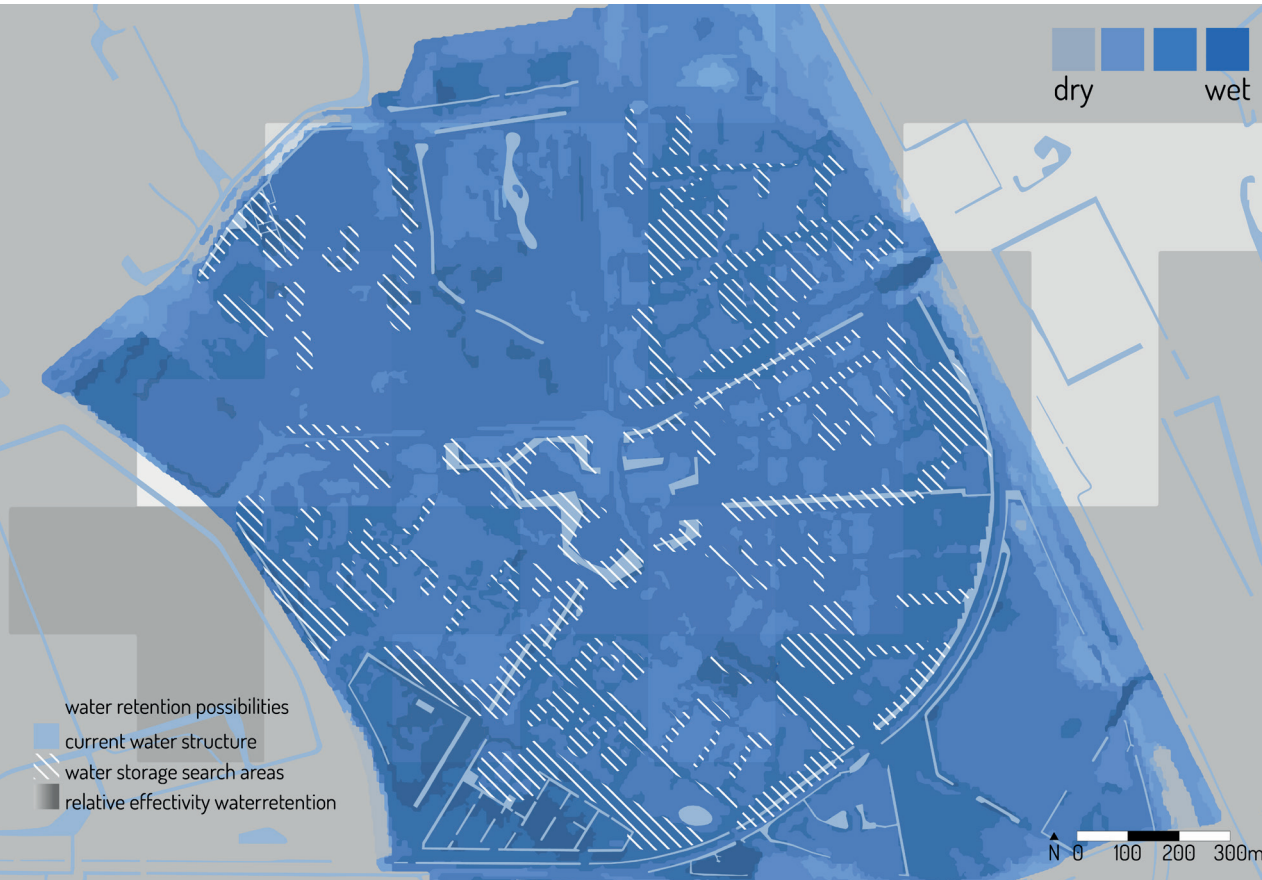 dry wet
water retention possibilities
current water structure
water storage search areas
relative effectivity waterretention
N 0 100 200 300m